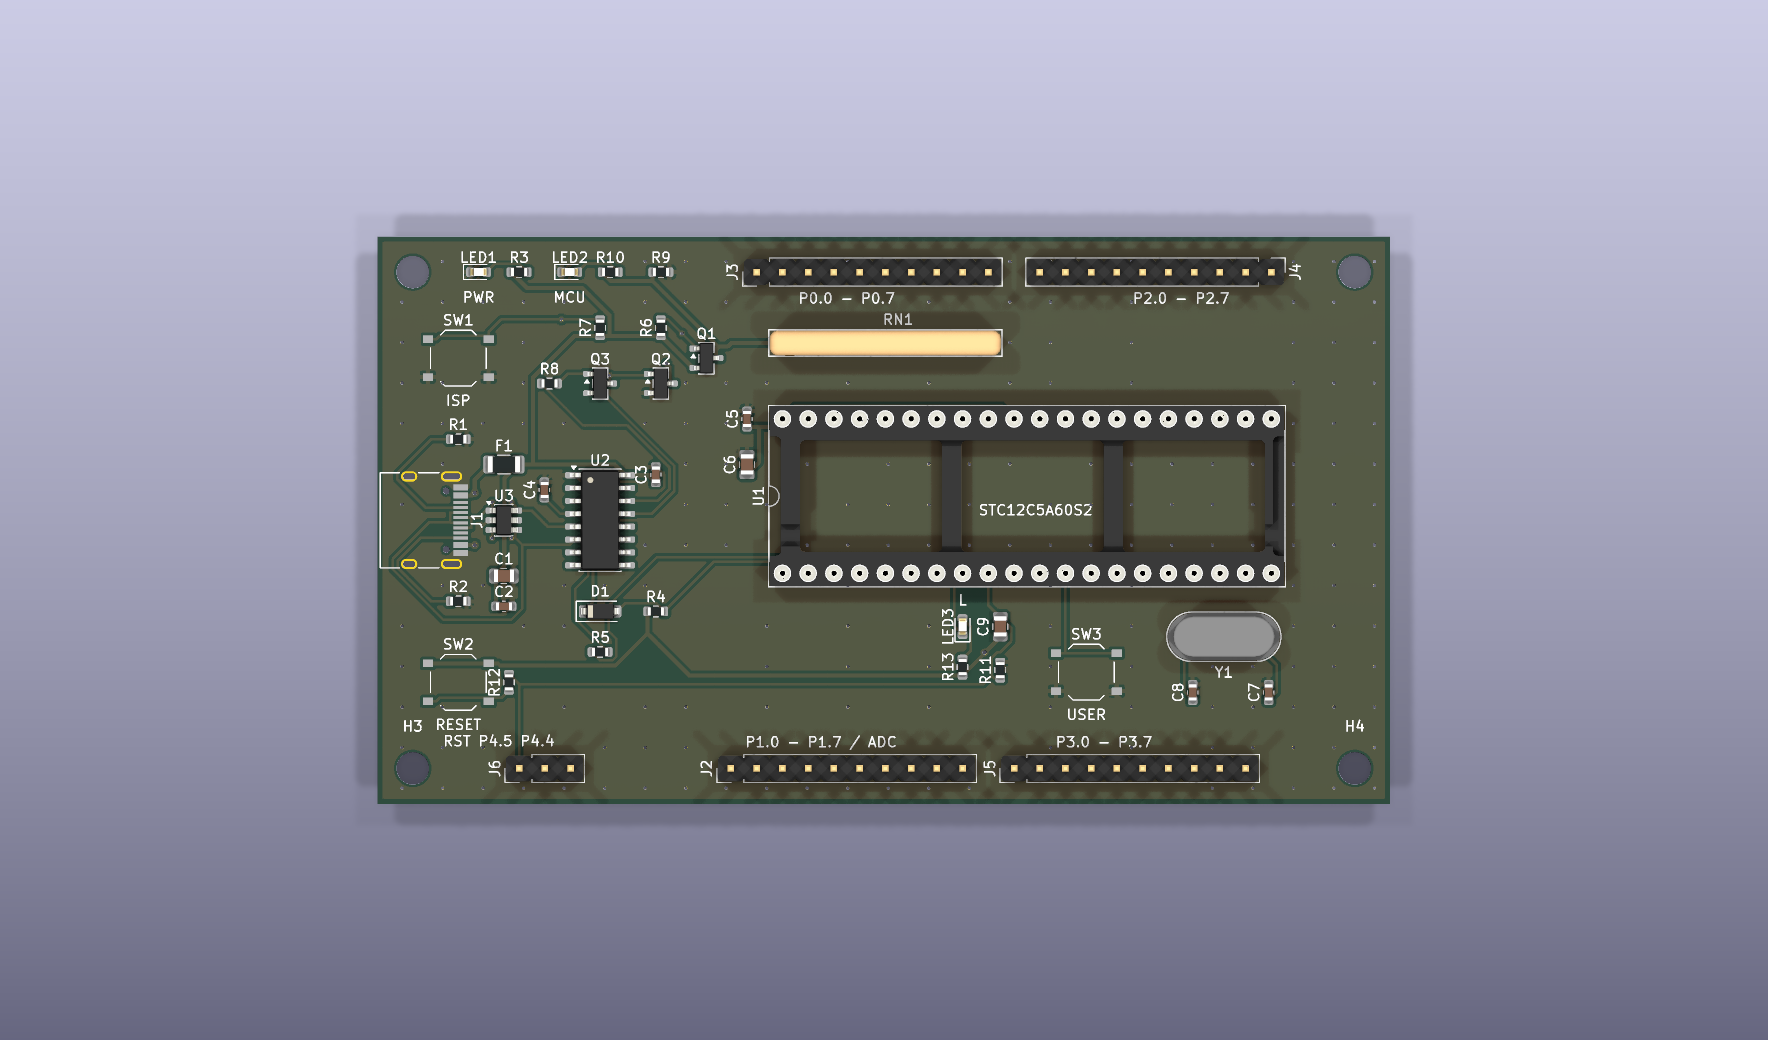 LED1 R3 LED2 R10 R9
PWR MCU
J3
J4
P0.0 - P0.7
P2.0 - P2.7
SW1
R7
R6
Q1
RN1
R8
Q3
Q2
ISP
R1
F1
U2
C5
C6
C3
C4
U3
J1
U1
STC12C5A60S2
C1
C2
R2
D1
R4
R5
L
LED3
C9
R13
R11
SW3
USER
Y1
C8
C7
SW2
R12
H3
RESET
RST P4.5 P4.4
H4
J6
P1.0 - P1.7 / ADC
J2
P3.0 - P3.7
J5